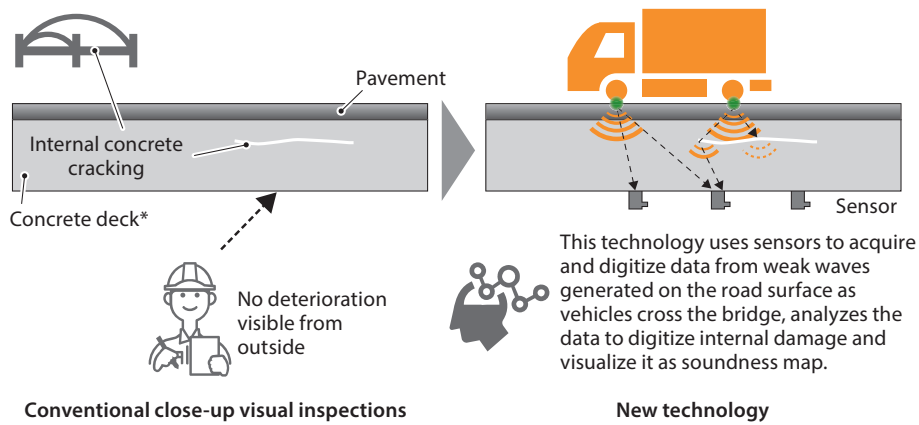 Pavement
Internal concrete
cracking
Concrete deck*
No deterioration
visible from
outside
Conventional close-up visual inspections
Sensor
This technology uses sensors to acquire
and digitize data from weak waves
generated on the road surface as
vehicles cross the bridge, analyzes the
data to digitize internal damage and
visualize it as soundness map.
New technology